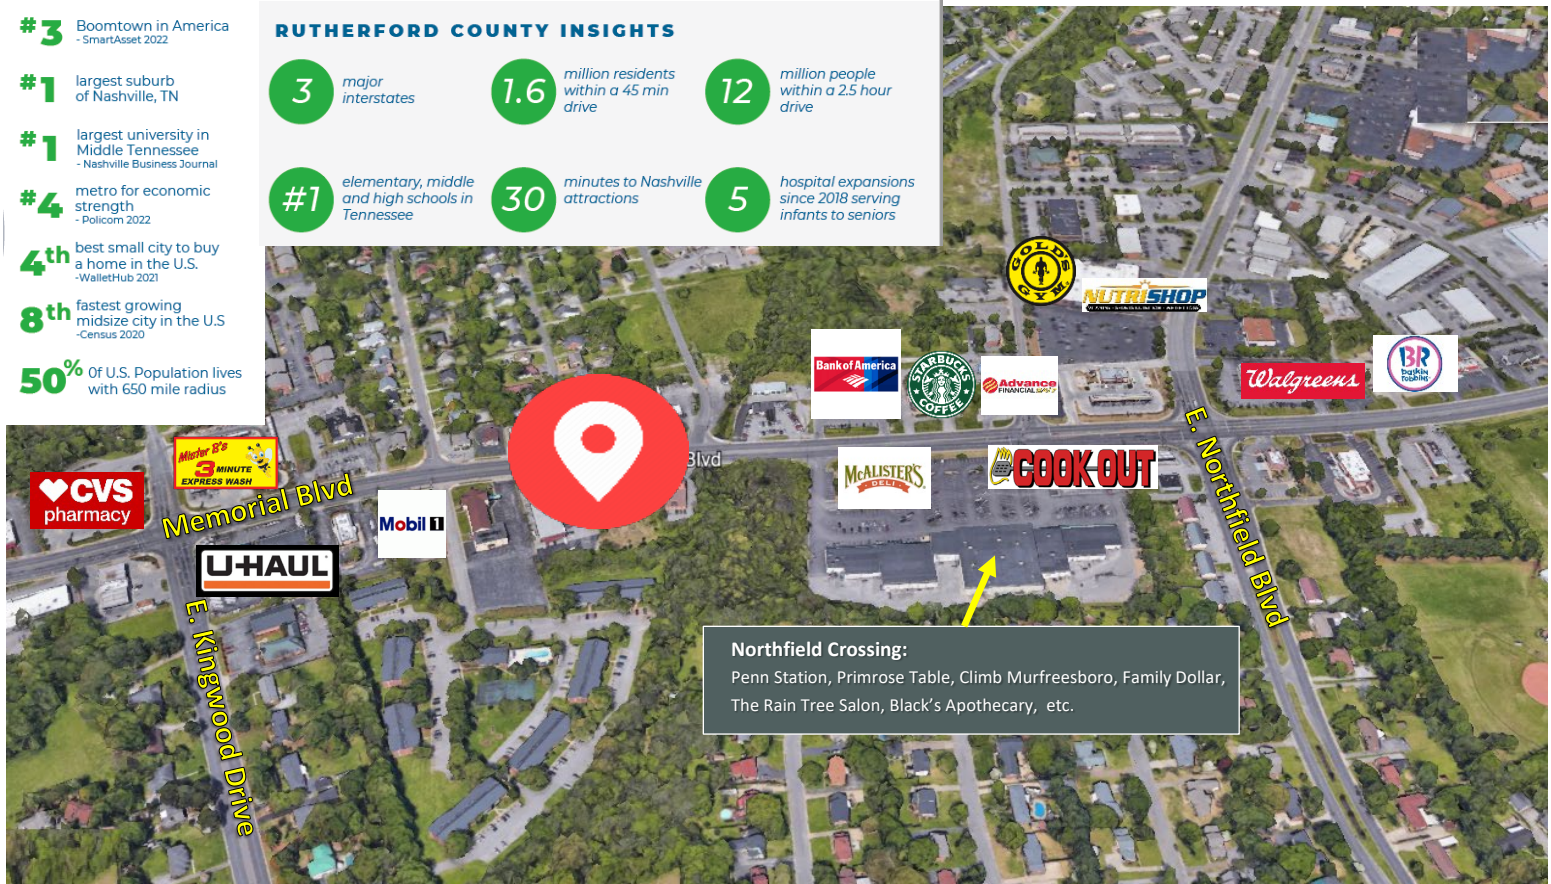 #3 Boomtown in America
- SmartAsset 2022
#1 largest suburb
of Nashville, TN
#1 largest university in
Middle Tennessee
- Nashville Business Journal
#4 metro for economic
strength
- Policom 2022
4th best small city to buy
a home in the U.S.
-WalletHub 2021
8th fastest growing
midsize city in the U.S
-Census 2020
50% Of U.S. Population lives
with 650 mile radius
RUTHERFORD COUNTY INSIGHTS
3 major
interstates
1.6 million residents
within a 45 min
drive
12 million people
within a 2.5 hour
drive
#1 elementary, middle
and high schools in
Tennessee
30 minutes to Nashville
attractions
5 hospital expansions
since 2018 serving
infants to seniors
GOLD'S
GYM
NUTRISHOP
Bank of America
STARBUCKS
COFFEE
Advance
FINANCIAL
Walgreens
BR
baskin
robbins
CVS
pharmacy
Mister B's
3 MINUTE
EXPRESS WASH
Memorial Blvd
Mobil 1
U-HAUL
Blvd
McALISTER'S
DELI
COOK OUT
E. Northfield Blvd
E. Kingwood Drive
Northfield Crossing:
Penn Station, Primrose Table, Climb Murfreesboro, Family Dollar,
The Rain Tree Salon, Black's Apothecary, etc.